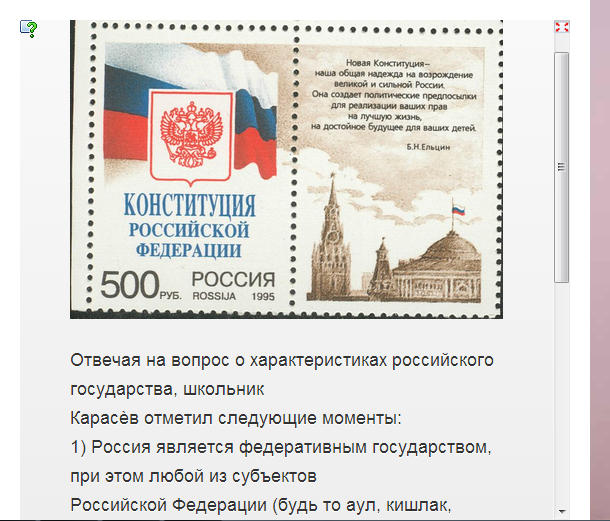 Новая Конституция–
наша общая надежда на возрождение
великой и сильной России.
Она создает политические предпосылки
для реализации ваших прав
на лучшую жизнь,
на достойное будущее для ваших детей.
Б.Н.Ельцин
КОНСТИТУЦИЯ
РОССИЙСКОЙ
ФЕДЕРАЦИИ
500 РУБ. РОССИЯ
ROSSIJA 1995
Отвечая на вопрос о характеристиках российского
государства, школьник
Карасѐв отметил следующие моменты:
1) Россия является федеративным государством,
при этом любой из субъектов
Российской Федерации (будь то аул, кишлак,